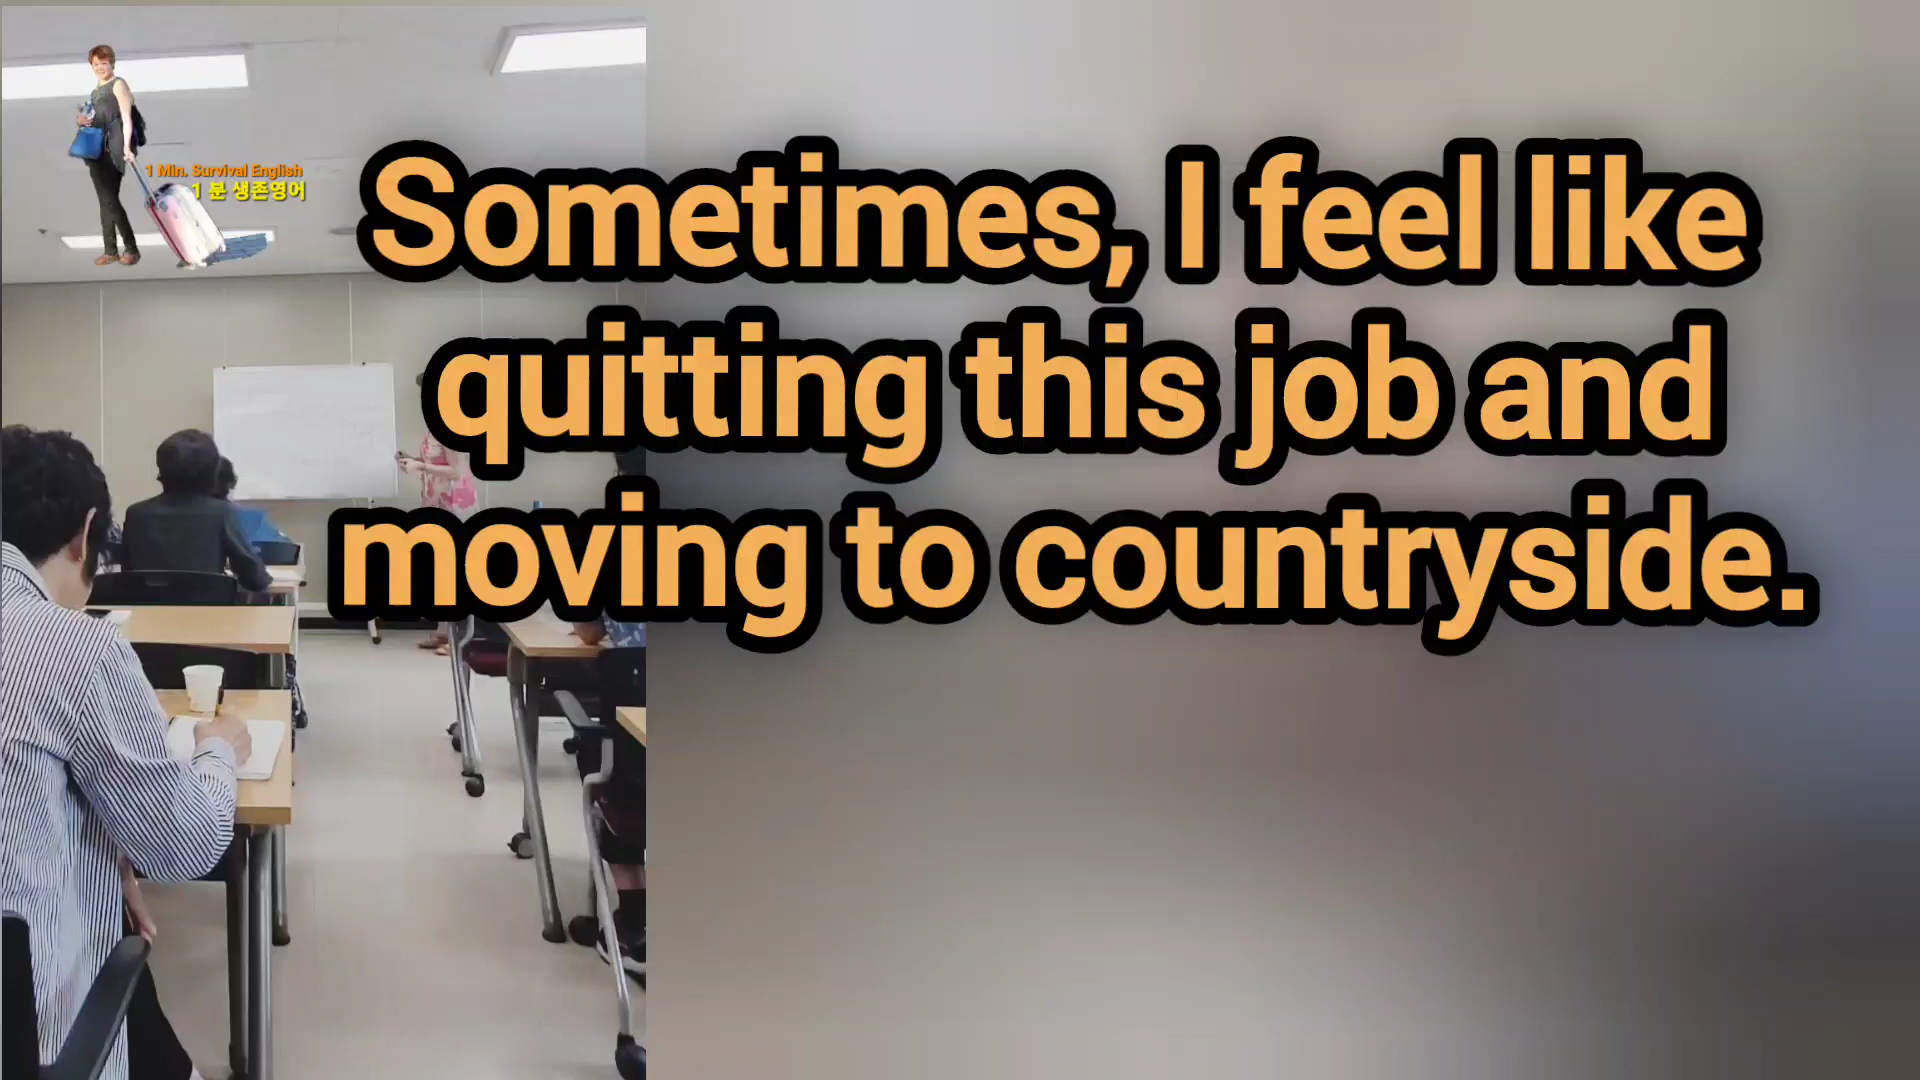 1 Min. Survival English
1 분 생존영어
Sometimes, I feel like
quitting this job and
moving to countryside.